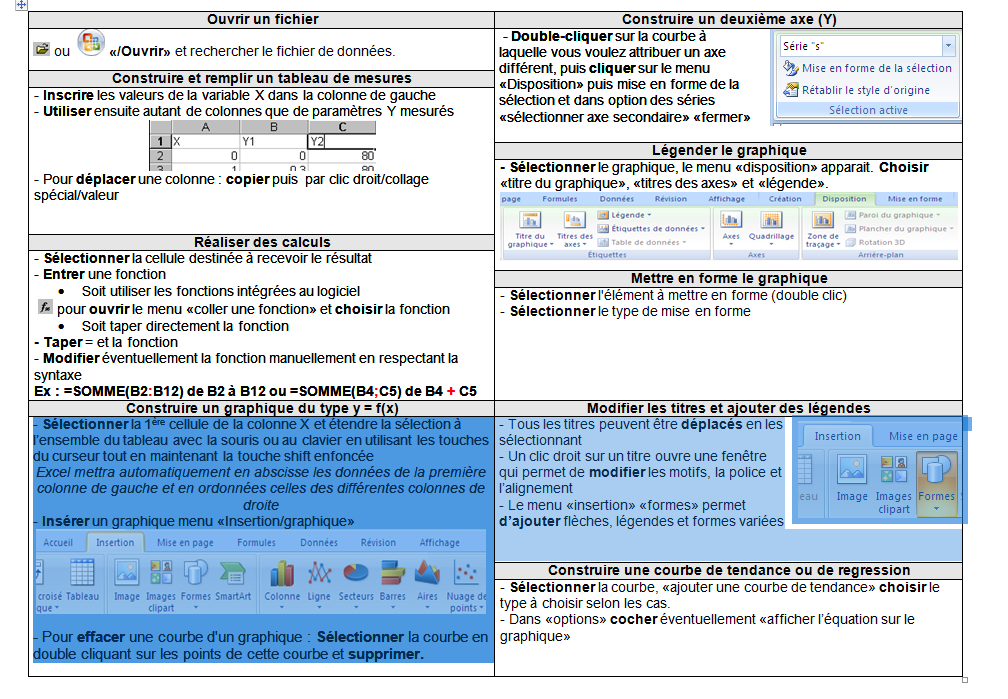 Ouvrir un fichier
ou «/Ouvrir» et rechercher le fichier de données.
Construire et remplir un tableau de mesures
- Inscrire les valeurs de la variable X dans la colonne de gauche
- Utiliser ensuite autant de colonnes que de paramètres Y mesurés
A B C
1 X Y1 Y2
2 0 0 80
3 1 0.3 80
- Pour déplacer une colonne : copier puis par clic droit/collage
spécial/valeur
Réaliser des calculs
- Sélectionner la cellule destinée à recevoir le résultat
- Entrer une fonction
• Soit utiliser les fonctions intégrées au logiciel
fx pour ouvrir le menu «coller une fonction» et choisir la fonction
• Soit taper directement la fonction
- Taper = et la fonction
- Modifier éventuellement la fonction manuellement en respectant la
syntaxe
Ex : =SOMME(B2:B12) de B2 à B12 ou =SOMME(B4;C5) de B4 + C5
Construire un graphique du type y = f(x)
- Sélectionner la 1ère cellule de la colonne X et étendre la sélection à
l'ensemble du tableau avec la souris ou au clavier en utilisant les touches
du curseur tout en maintenant la touche shift enfoncée
Excel mettra automatiquement en abscisse les données de la première
colonne de gauche et en ordonnées celles des différentes colonnes de
droite
- Insérer un graphique menu «Insertion/graphique»
Accueil Insertion Mise en page Formules Données Révision Affichage
croisé Tableau Image Images Formes SmartArt Colonne Ligne Secteurs Barres Aires Nuage de
que clipart points
- Pour effacer une courbe d'un graphique : Sélectionner la courbe en
double cliquant sur les points de cette courbe et supprimer.
Construire un deuxième axe (Y)
- Double-cliquer sur la courbe à
laquelle vous voulez attribuer un axe
différent, puis cliquer sur le menu
«Disposition» puis mise en forme de la
sélection et dans option des séries
«sélectionner axe secondaire» «fermer»
Série "s"
Mise en forme de la sélection
Rétablir le style d'origine
Sélection active
Légender le graphique
- Sélectionner le graphique, le menu «disposition» apparait. Choisir
«titre du graphique», «titres des axes» et «légende».
page Formules Données Révision Affichage Création Disposition Mise en forme
Titre du graphique
Titres des axes
Légende
Étiquettes de données
Table de données
Étiquettes
Axes Quadrillage
Axes
Zone de traçage
Paroi du graphique
Plancher du graphique
Rotation 3D
Arrière-plan
Mettre en forme le graphique
- Sélectionner l'élément à mettre en forme (double clic)
- Sélectionner le type de mise en forme
Modifier les titres et ajouter des légendes
- Tous les titres peuvent être déplacés en les
sélectionnant
- Un clic droit sur un titre ouvre une fenêtre
qui permet de modifier les motifs, la police et
l'alignement
- Le menu «insertion» «formes» permet
d'ajouter flèches, légendes et formes variées
Insertion Mise en page
eau Image Images Formes
clipart
Construire une courbe de tendance ou de regression
- Sélectionner la courbe, «ajouter une courbe de tendance» choisir le
type à choisir selon les cas.
- Dans «options» cocher éventuellement «afficher l'équation sur le
graphique»